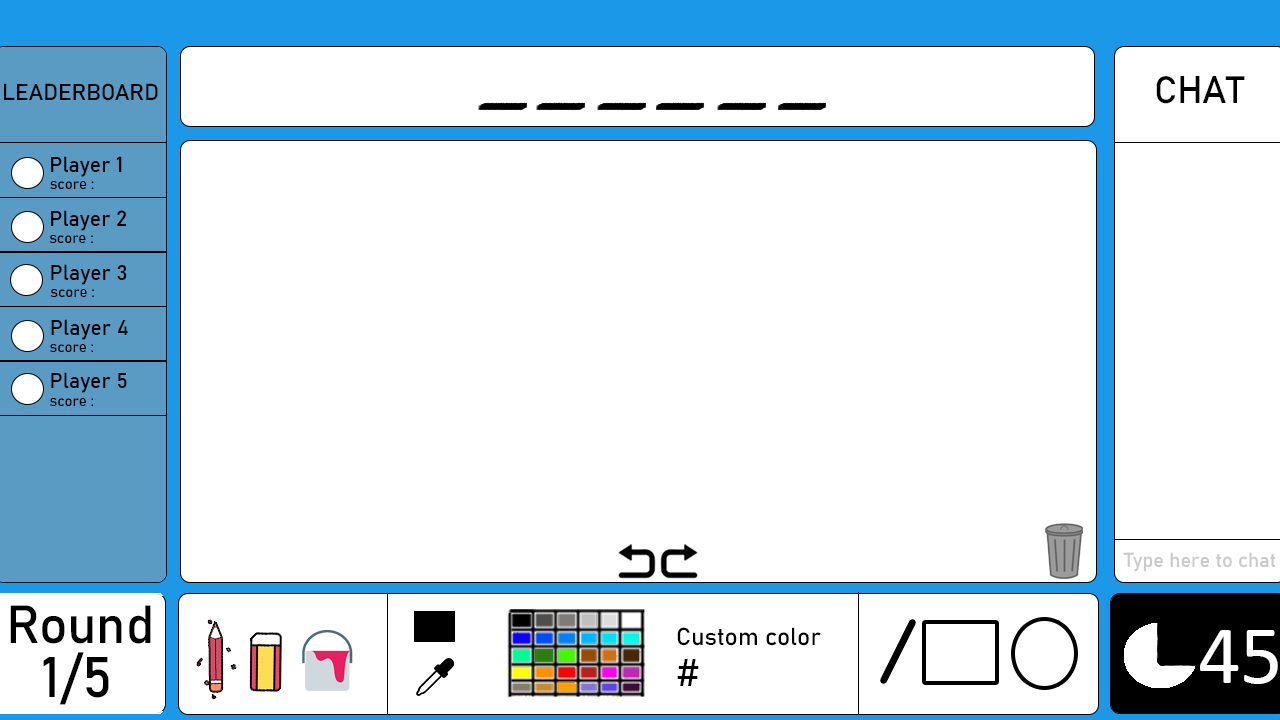 LEADERBOARD
Player 1
score :
Player 2
score :
Player 3
score :
Player 4
score :
Player 5
score :
_ _ _ _ _ _
CHAT
Type here to chat
Round
1/5
Custom color
#
45